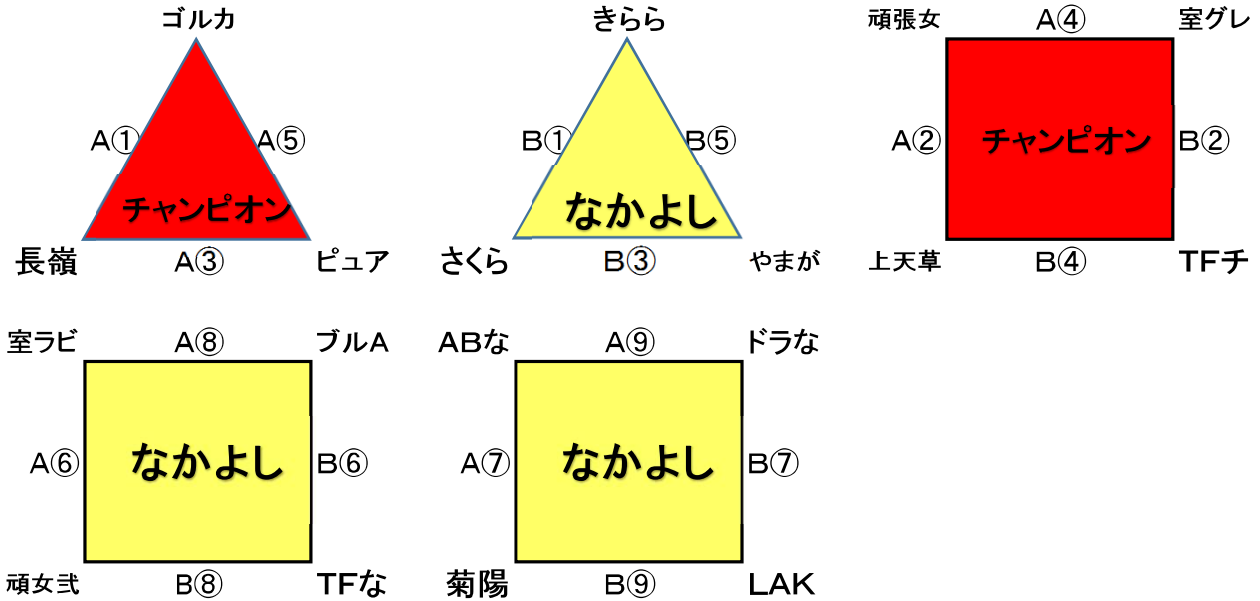 ゴルカ
A① A⑤
チャンピオン
長嶺 A③ ピュア
きらら
B① B⑤
なかよし
さくら B③ やまが
頑張女 A④ 室グレ
A② チャンピオン B②
上天草 B④ TFチ
室ラビ A⑧ ブルA
A⑥ なかよし B⑥
頑女弐 B⑧ TFな
ABな A⑨ ドラな
A⑦ なかよし B⑦
菊陽 B⑨ LAK